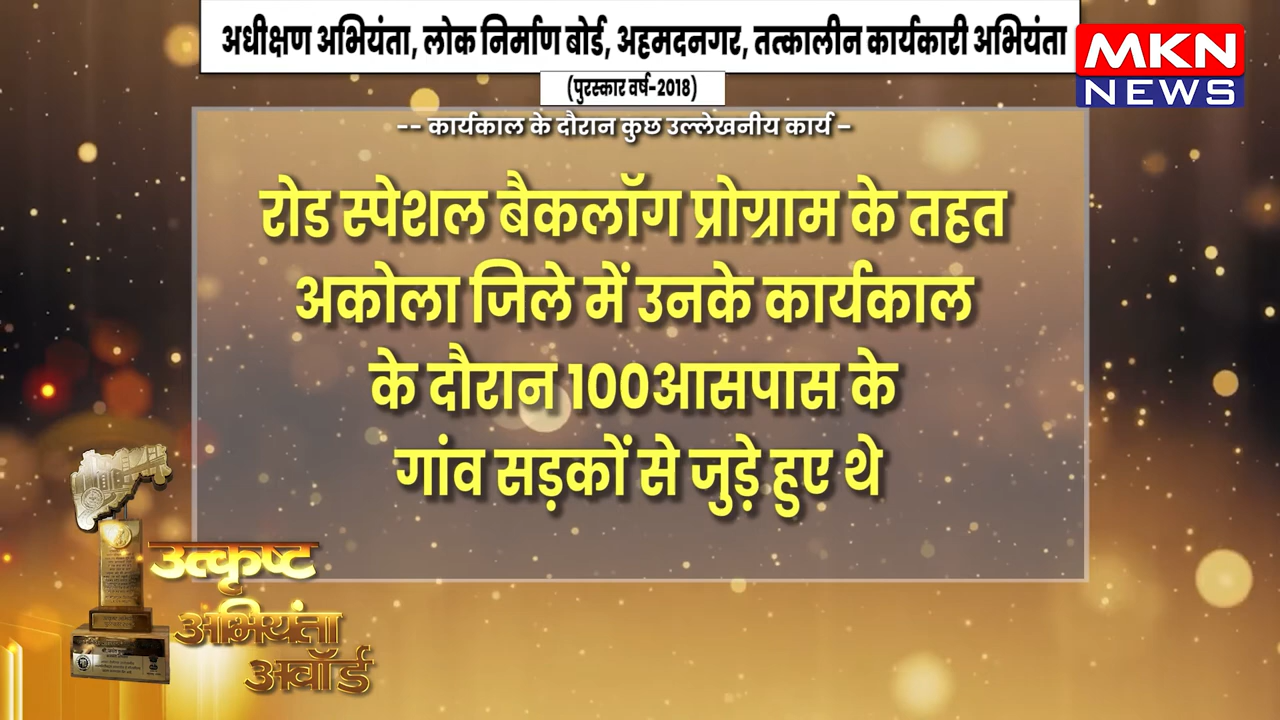 अधीक्षण अभियंता, लोक निर्माण बोर्ड, अहमदनगर, तत्कालीन कार्यकारी अभियंता
(पुरस्कार वर्ष-2018)
MKN
NEWS
-- कार्यकाल के दौरान कुछ उल्लेखनीय कार्य –
रोड स्पेशल बैकलॉग प्रोग्राम के तहत
अकोला जिले में उनके कार्यकाल
के दौरान 100आसपास के
गांव सड़कों से जुड़े हुए थे
उत्कृष्ट
अभियंता
अवॉर्ड